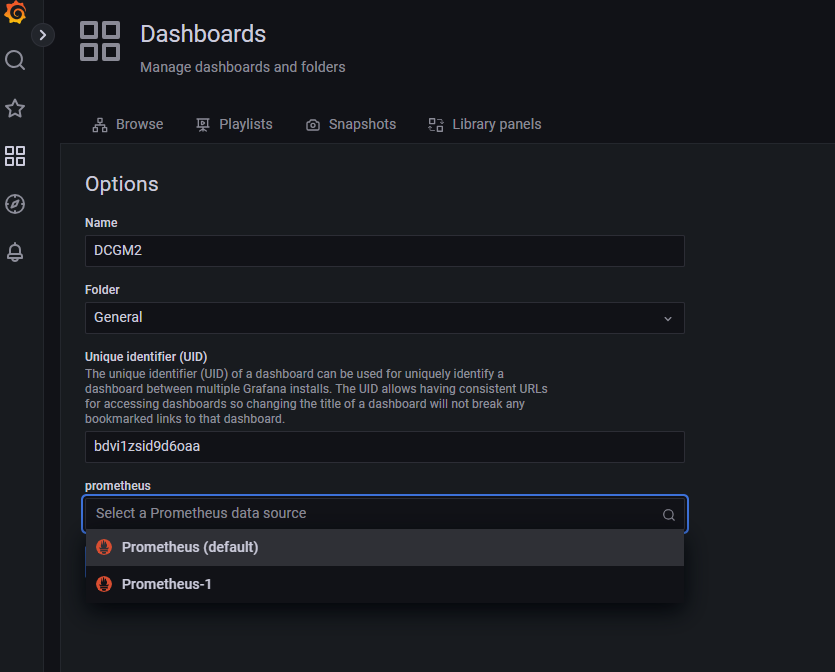 Dashboards
Manage dashboards and folders
Browse
Playlists
Snapshots
Library panels
Options
Name
DCGM2
Folder
General
Unique identifier (UID)
The unique identifier (UID) of a dashboard can be used for uniquely identify a
dashboard between multiple Grafana installs. The UID allows having consistent URLs
for accessing dashboards so changing the title of a dashboard will not break any
bookmarked links to that dashboard.
bdvi1zsid9d6oaa
prometheus
Select a Prometheus data source
Prometheus (default)
Prometheus-1